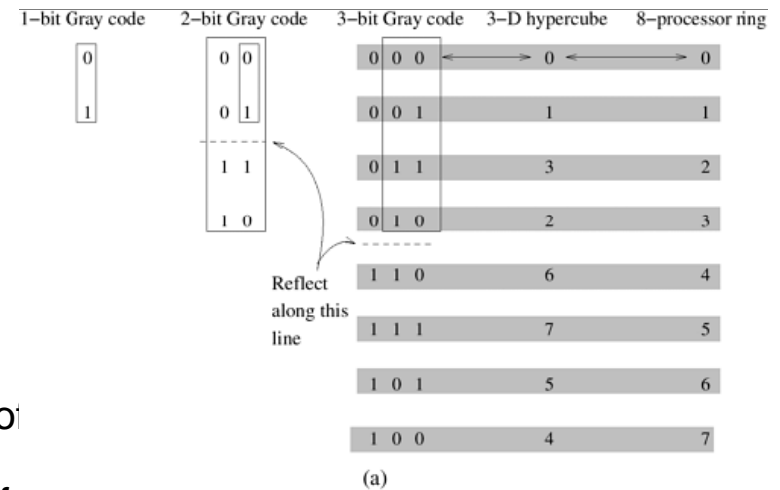 1−bit Gray code 2−bit Gray code 3−bit Gray code 3−D hypercube 8−processor ring
0 0 0 0 0 0 0 0
1 0 1 0 0 1 1 1
1 1 0 1 1 3 2
1 0 0 1 0 2 3
Reflect
along this
line
1 1 0 6 4
1 1 1 7 5
1 0 1 5 6
1 0 0 4 7
of
(a)